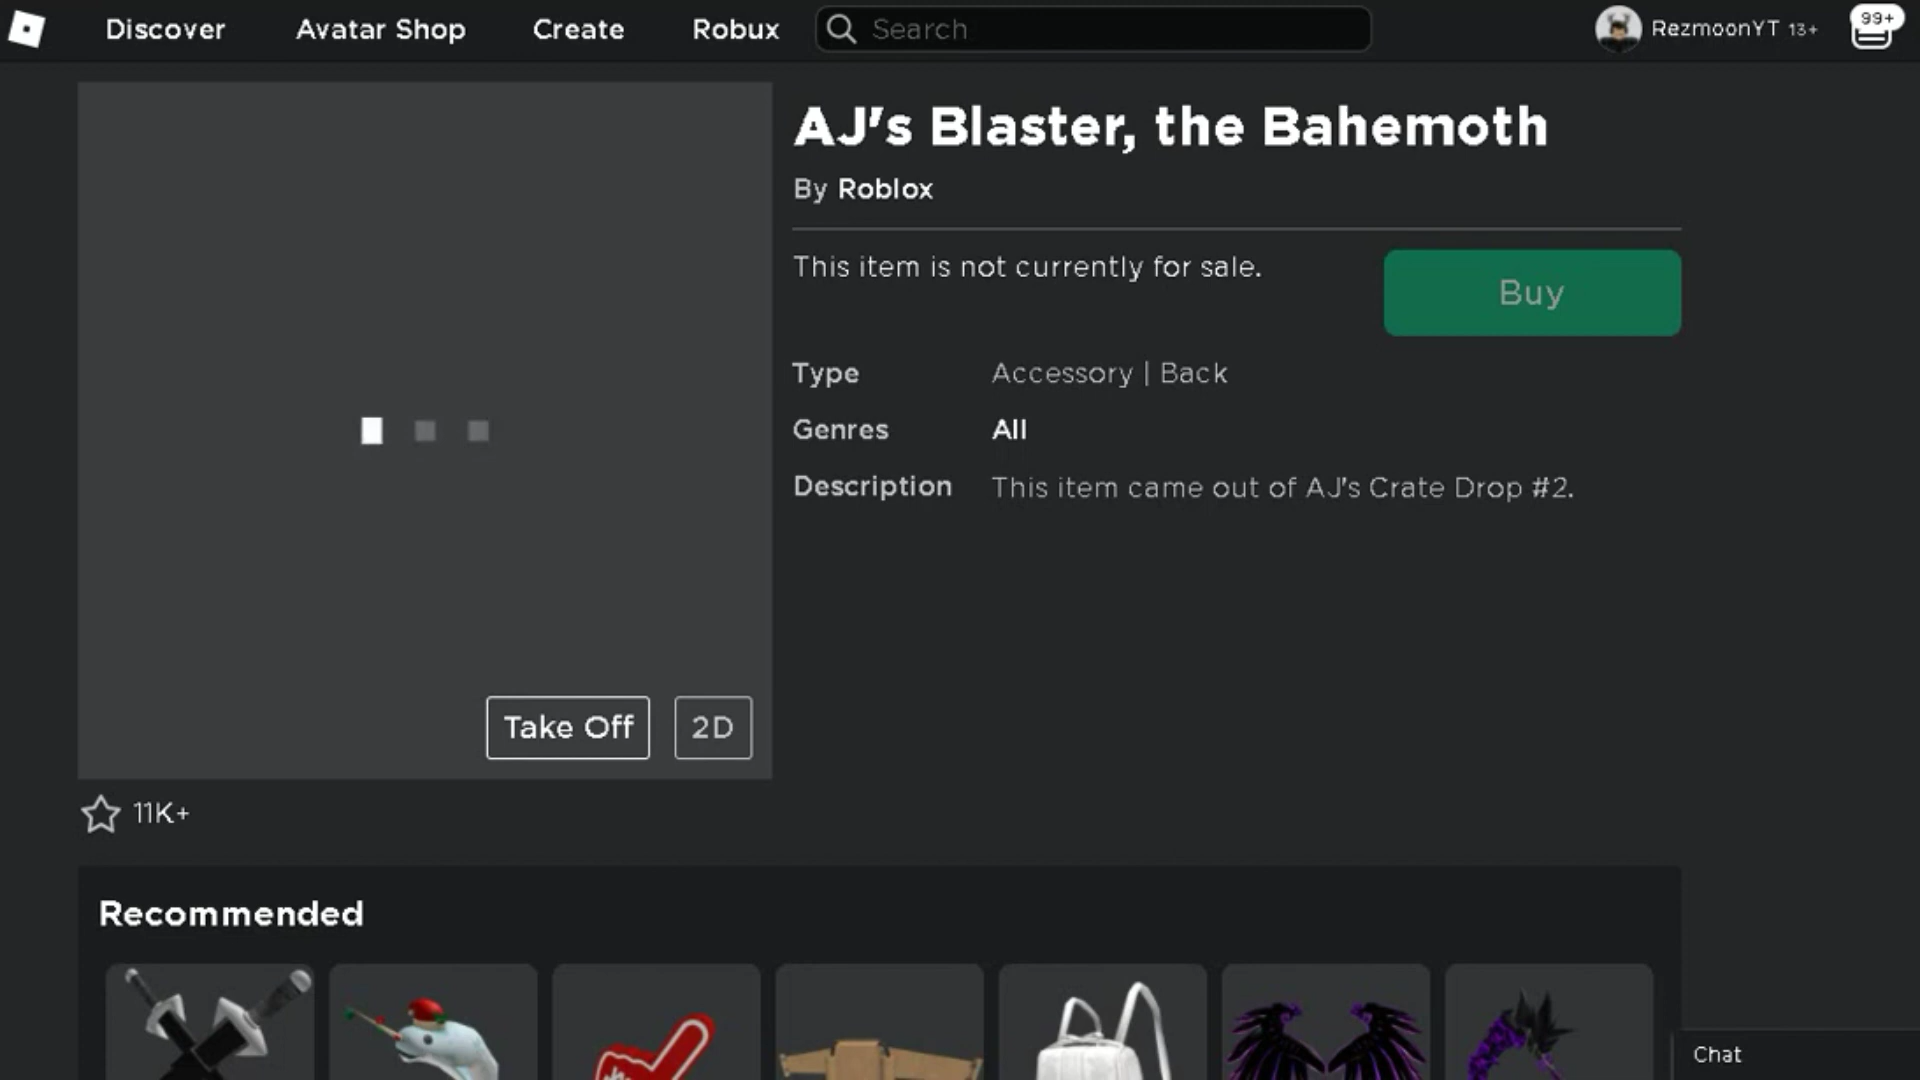 Discover Avatar Shop Create Robux Search RezmoonYT 13+ 99+
AJ's Blaster, the Bahemoth
By Roblox
This item is not currently for sale.
Buy
Type Accessory | Back
Genres All
Description This item came out of AJ's Crate Drop #2.
Take Off 2D
11K+
Recommended
Chat